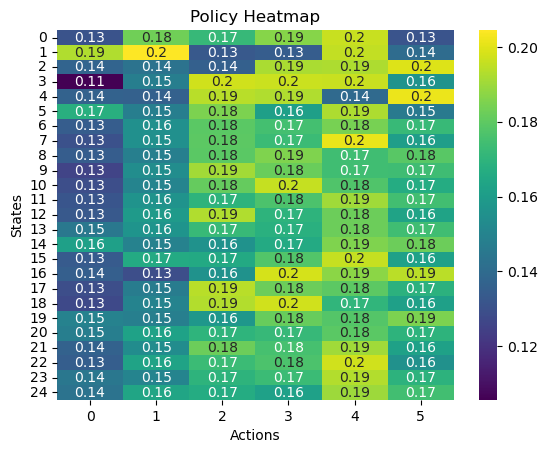 Policy Heatmap
0 0.13 0.18 0.17 0.19 0.2 0.13
1 0.19 0.2 0.13 0.13 0.2 0.14
2 0.14 0.14 0.14 0.19 0.19 0.2
3 0.11 0.15 0.2 0.2 0.2 0.16
4 0.14 0.14 0.19 0.19 0.14 0.2
5 0.17 0.15 0.18 0.16 0.19 0.15
6 0.13 0.16 0.18 0.17 0.18 0.17
7 0.13 0.15 0.18 0.17 0.2 0.16
8 0.13 0.15 0.18 0.19 0.17 0.18
9 0.13 0.15 0.19 0.18 0.17 0.17
10 0.13 0.15 0.18 0.2 0.18 0.17
11 0.13 0.16 0.17 0.18 0.19 0.17
12 0.13 0.16 0.19 0.17 0.18 0.16
13 0.15 0.16 0.17 0.17 0.18 0.17
14 0.16 0.15 0.16 0.17 0.19 0.18
15 0.13 0.17 0.17 0.18 0.2 0.16
16 0.14 0.13 0.16 0.2 0.19 0.19
17 0.13 0.15 0.19 0.18 0.18 0.17
18 0.13 0.15 0.19 0.2 0.17 0.16
19 0.15 0.15 0.16 0.18 0.18 0.19
20 0.15 0.16 0.17 0.17 0.18 0.17
21 0.14 0.15 0.18 0.18 0.19 0.16
22 0.13 0.16 0.17 0.18 0.2 0.16
23 0.14 0.15 0.17 0.17 0.19 0.17
24 0.14 0.16 0.17 0.16 0.19 0.17
0 1 2 3 4 5
Actions
States
0.20
0.18
0.16
0.14
0.12